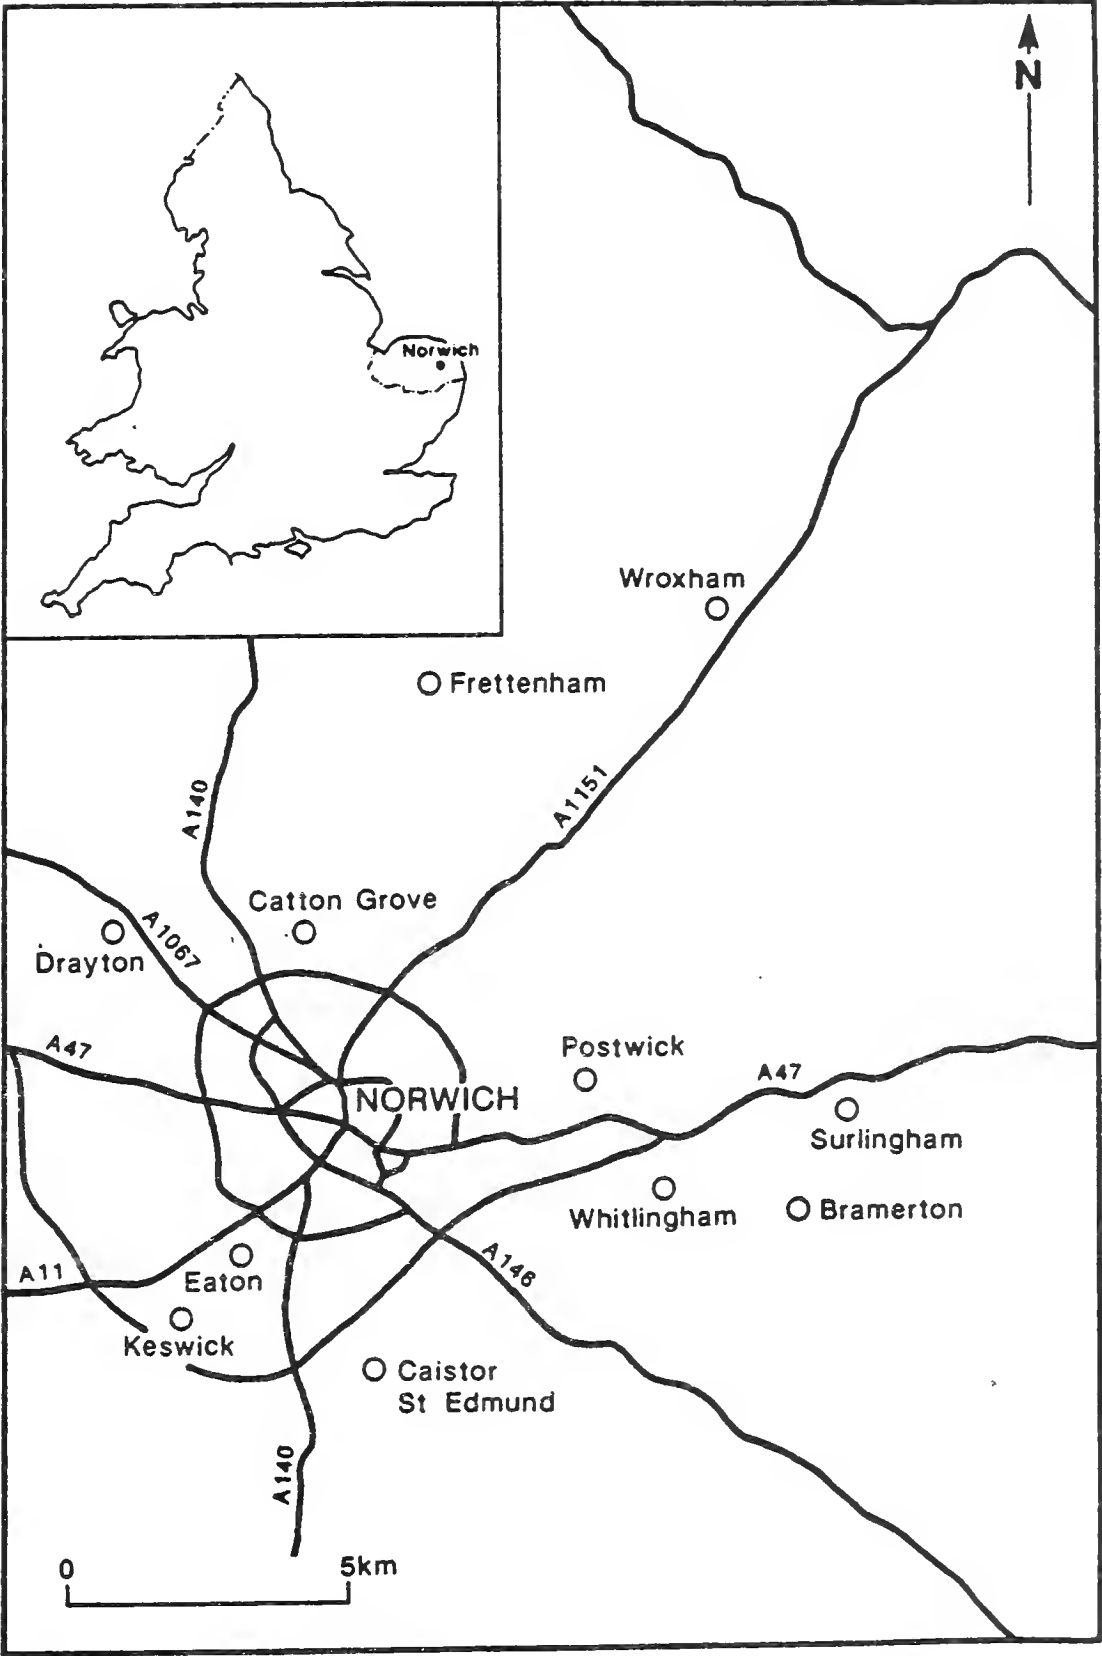 N
Norwich
Wroxham
Frettenham
A1151
A140
Catton Grove
A1067
Drayton
A47
Postwick
A47
NORWICH
Surlingham
Whitlingham
Bramerton
A146
A11
Eaton
Keswick
Caistor
St Edmund
A140
0 5km